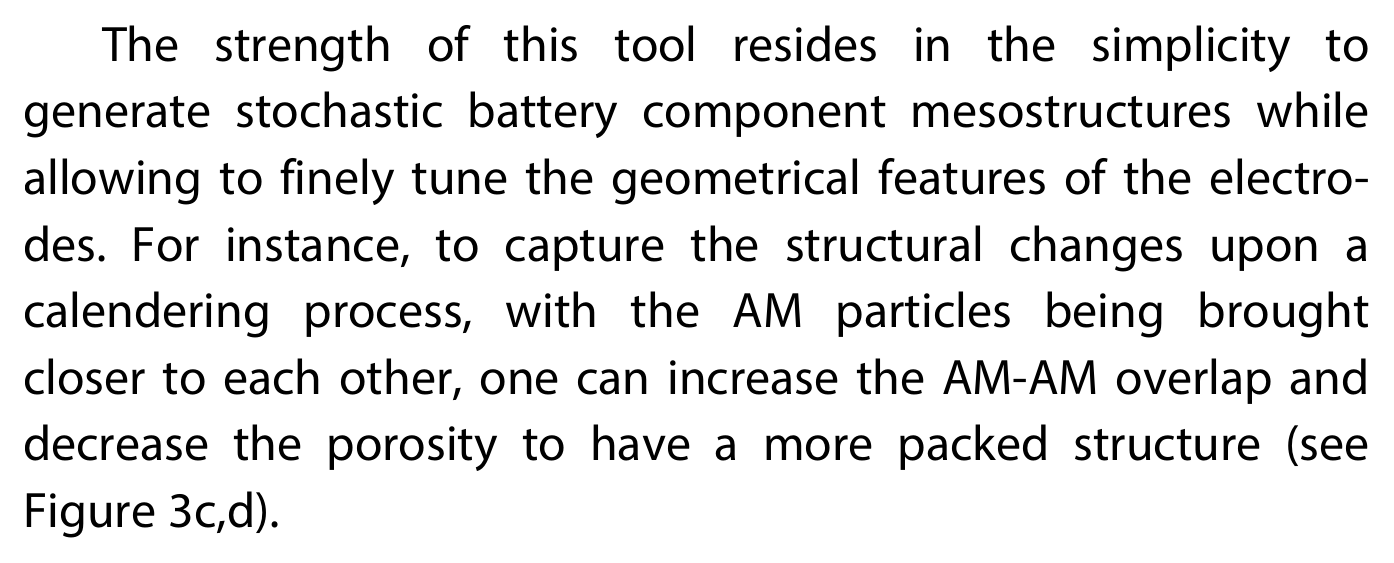 The strength of this tool resides in the simplicity to
generate stochastic battery component mesostructures while
allowing to finely tune the geometrical features of the electro-
des. For instance, to capture the structural changes upon a
calendering process, with the AM particles being brought
closer to each other, one can increase the AM-AM overlap and
decrease the porosity to have a more packed structure (see
Figure 3c,d).